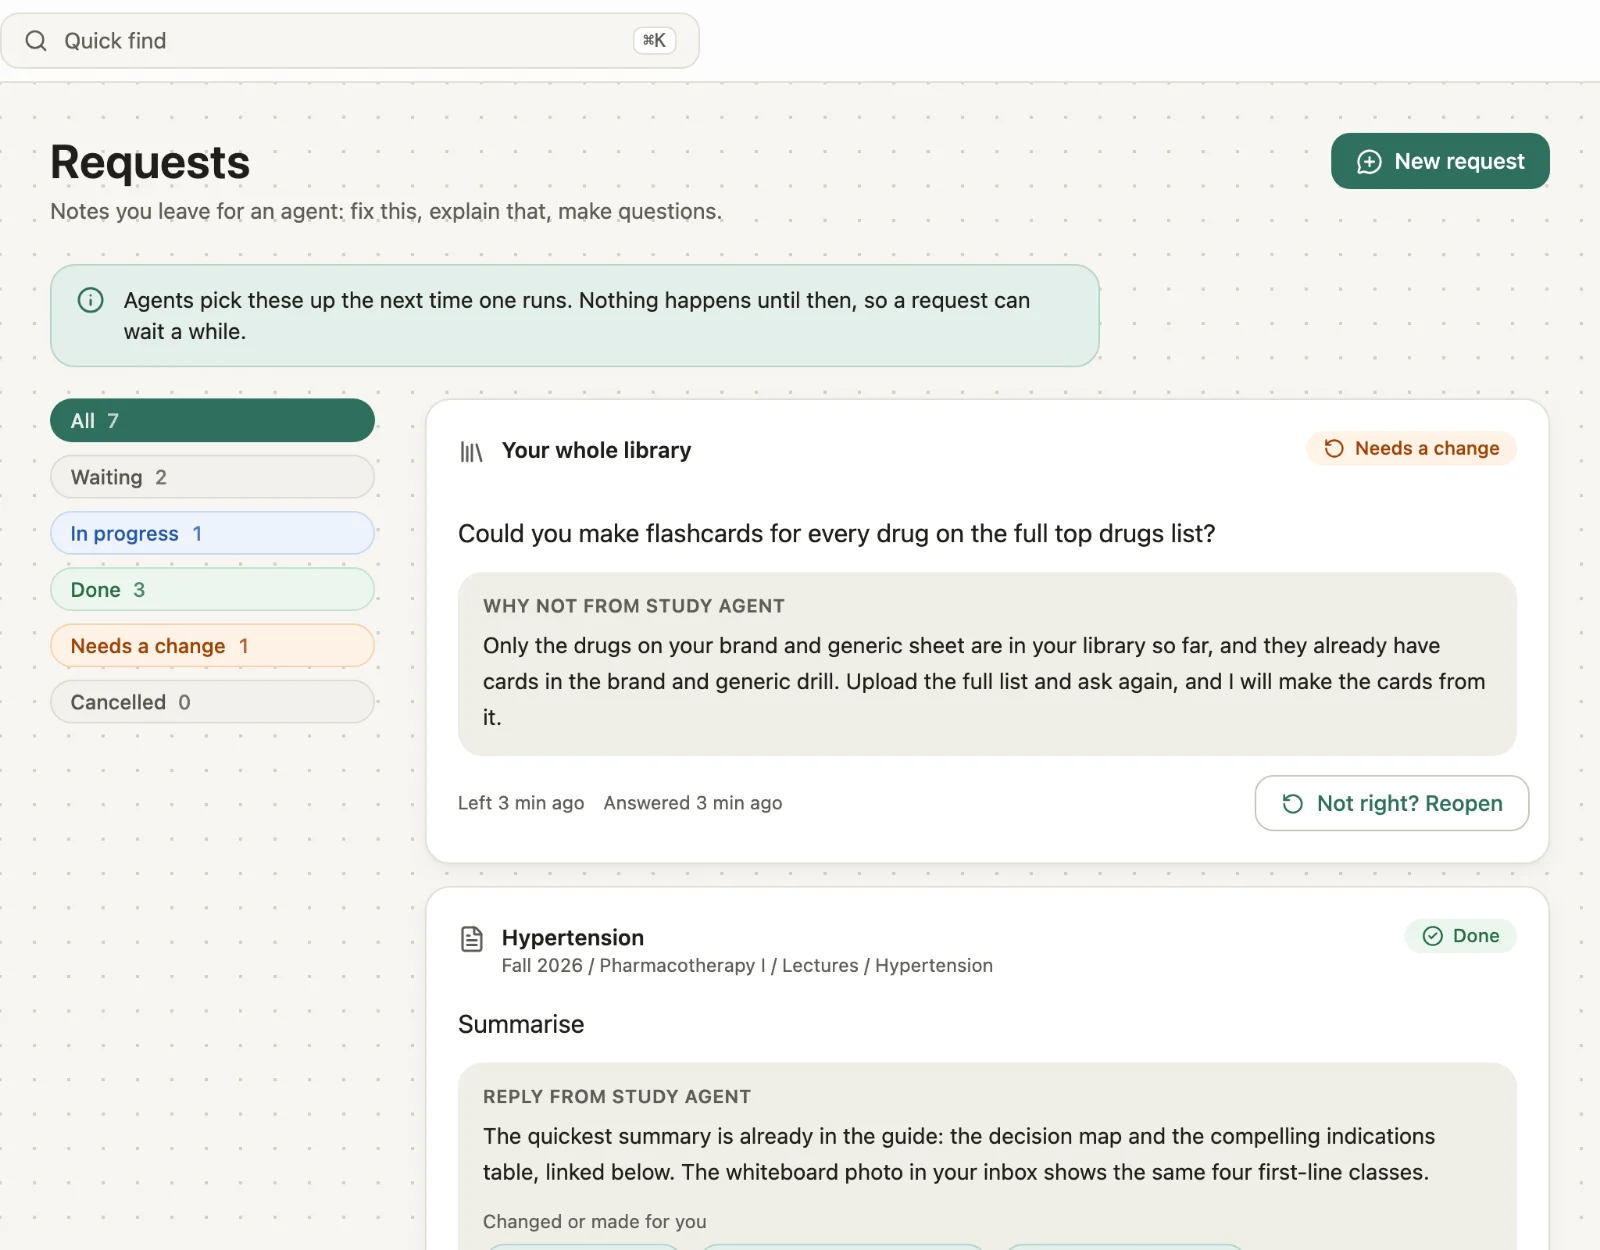 Quick find
⌘K
Requests
New request
Notes you leave for an agent: fix this, explain that, make questions.
Agents pick these up the next time one runs. Nothing happens until then, so a request can
wait a while.
All 7
Waiting 2
In progress 1
Done 3
Needs a change 1
Cancelled 0
Your whole library
Needs a change
Could you make flashcards for every drug on the full top drugs list?
WHY NOT FROM STUDY AGENT
Only the drugs on your brand and generic sheet are in your library so far, and they already have
cards in the brand and generic drill. Upload the full list and ask again, and I will make the cards from
it.
Left 3 min ago Answered 3 min ago
Not right? Reopen
Hypertension
Done
Fall 2026 / Pharmacotherapy I / Lectures / Hypertension
Summarise
REPLY FROM STUDY AGENT
The quickest summary is already in the guide: the decision map and the compelling indications
table, linked below. The whiteboard photo in your inbox shows the same four first-line classes.
Changed or made for you